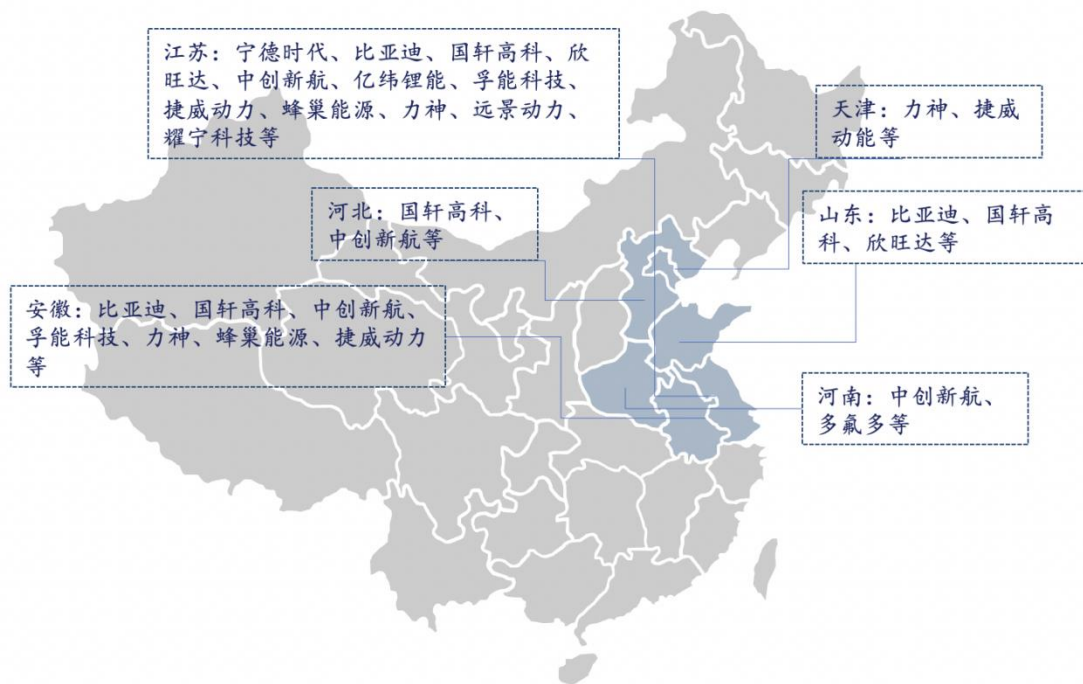 江苏：宁德时代、比亚迪、国轩高科、欣
旺达、中创新航、亿纬锂能、孚能科技、
捷威动力、蜂巢能源、力神、远景动力、
耀宁科技等
天津：力神、捷威
动能等
河北：国轩高科、
中创新航等
山东：比亚迪、国轩高
科、欣旺达等
安徽：比亚迪、国轩高科、中创新航、
孚能科技、力神、蜂巢能源、捷威动力
等
河南：中创新航、
多氟多等